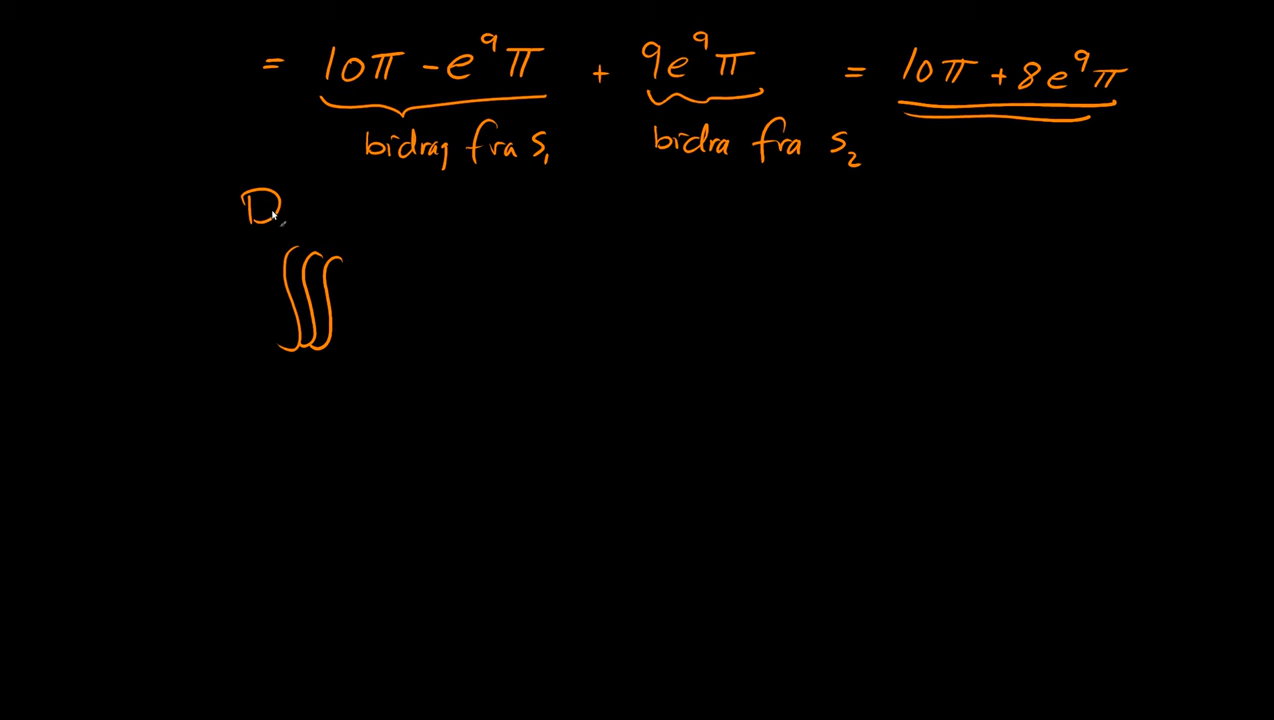 = 10π - e⁹π + 9e⁹π = 10π + 8e⁹π
bidrag fra S₁ bidra fra S₂
D
∭